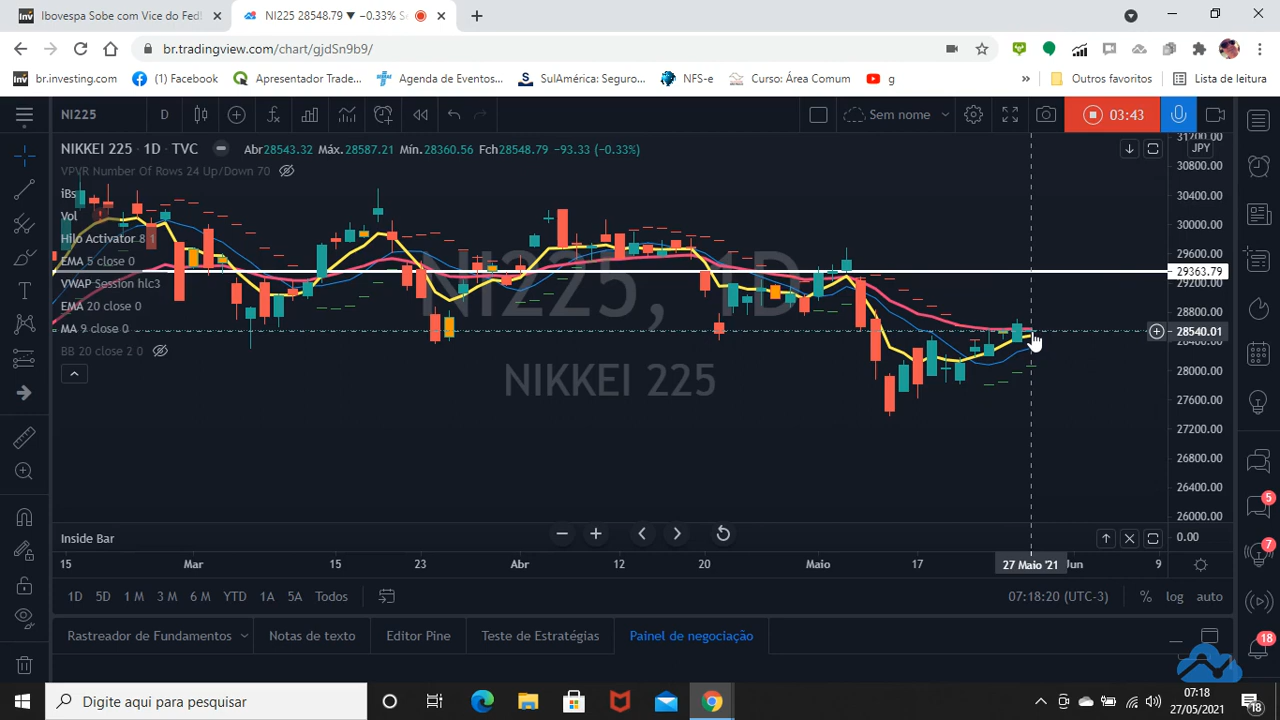 Ibovespa Sobe com Vice do Fed
NI225 28548.79 ▼ −0.33% S
br.tradingview.com/chart/gjdSn9b9/
br.investing.com
(1) Facebook
Apresentador Trade...
Agenda de Eventos...
SulAmérica: Seguro...
NFS-e
Curso: Área Comum
g
Outros favoritos
Lista de leitura
NI225 D Sem nome 03:43
NIKKEI 225 · 1D · TVC Abr28543.32 Máx.28587.21 Mín.28360.56 Fch28548.79 −93.33 (−0.33%)
VPVR Number Of Rows 24 Up/Down 70
iBs
Vol
Hilo Activator 8 1
EMA 5 close 0
VWAP Session hlc3
EMA 20 close 0
MA 9 close 0
BB 20 close 2 0
NI225, 1D
NIKKEI 225
31200.00
JPY
30800.00
30400.00
30000.00
29600.00
29363.79
29200.00
28800.00
28540.01
28400.00
28000.00
27600.00
27200.00
26800.00
26400.00
26000.00
Inside Bar
0.00
15 Mar 15 23 Abr 12 20 Maio 17 27 Maio '21 Jun 9
1D 5D 1 M 3 M 6 M YTD 1A 5A Todos
07:18:20 (UTC-3) % log auto
Rastreador de Fundamentos Notas de texto Editor Pine Teste de Estratégias Painel de negociação
5
7
18
Digite aqui para pesquisar
07:18
27/05/2021
18